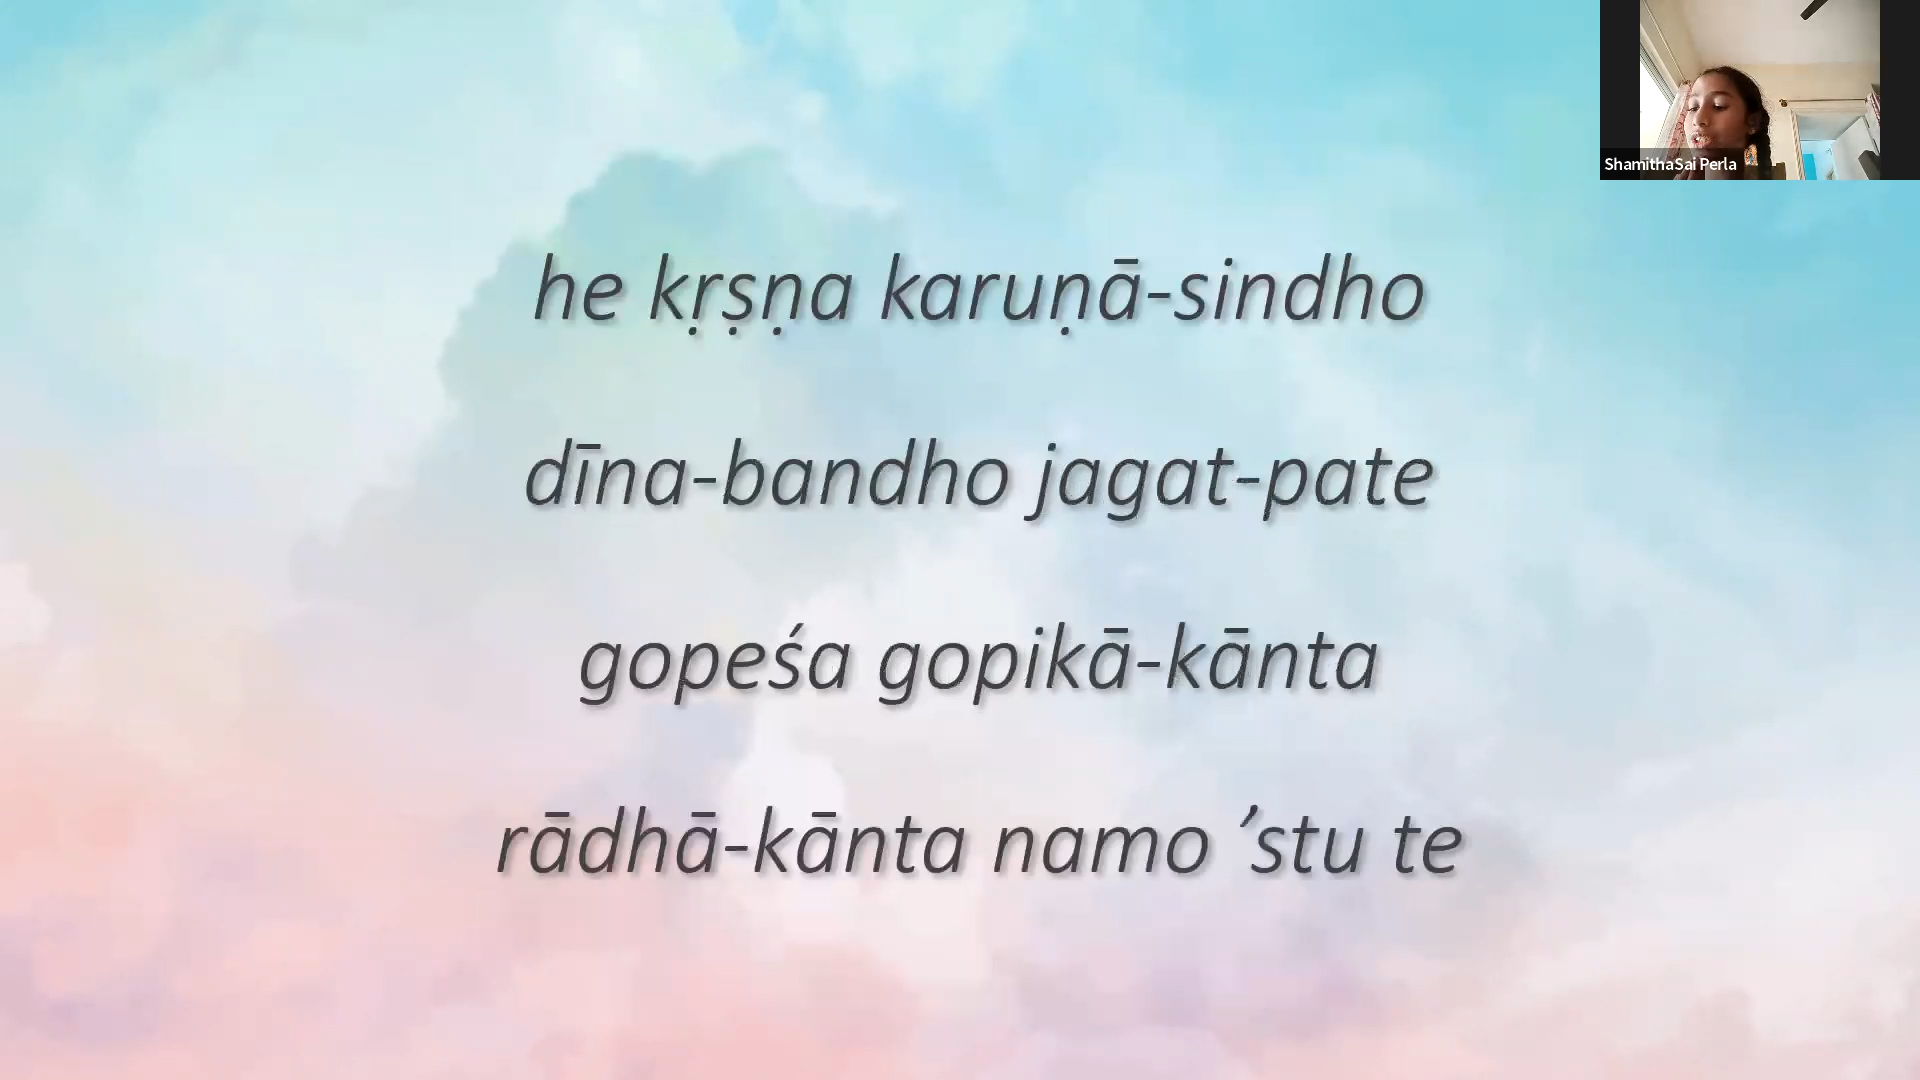 ShamithaSai Perla
he kṛṣṇa karuṇā-sindho
dīna-bandho jagat-pate
gopeśa gopikā-kānta
rādhā-kānta namo ’stu te